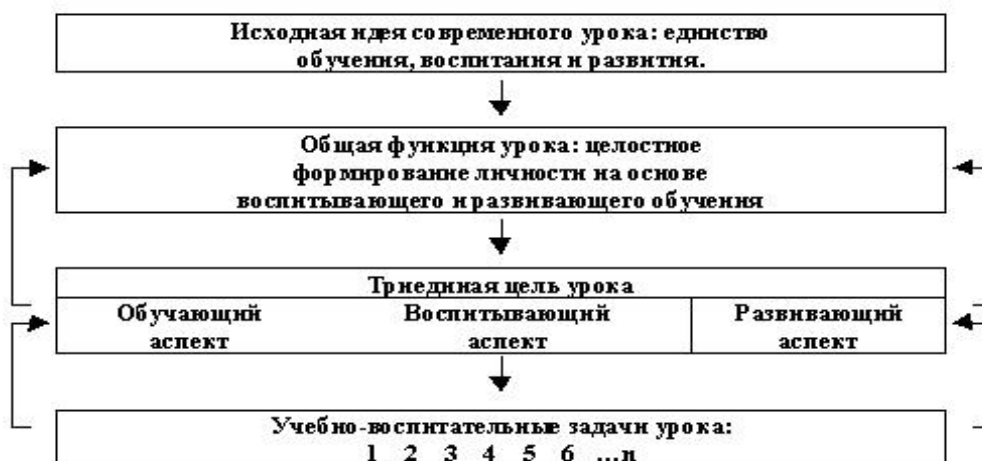 Исходная идея современного урока: единство
обучения, воспитания и развития.
Общая функция урока: целостное
формирование личности на основе
воспитывающего и развивающего обучения
Триединая цель урока
Обучающий аспект
Воспитывающий аспект
Развивающий аспект
Учебно-воспитательные задачи урока:
1 2 3 4 5 6 ...n